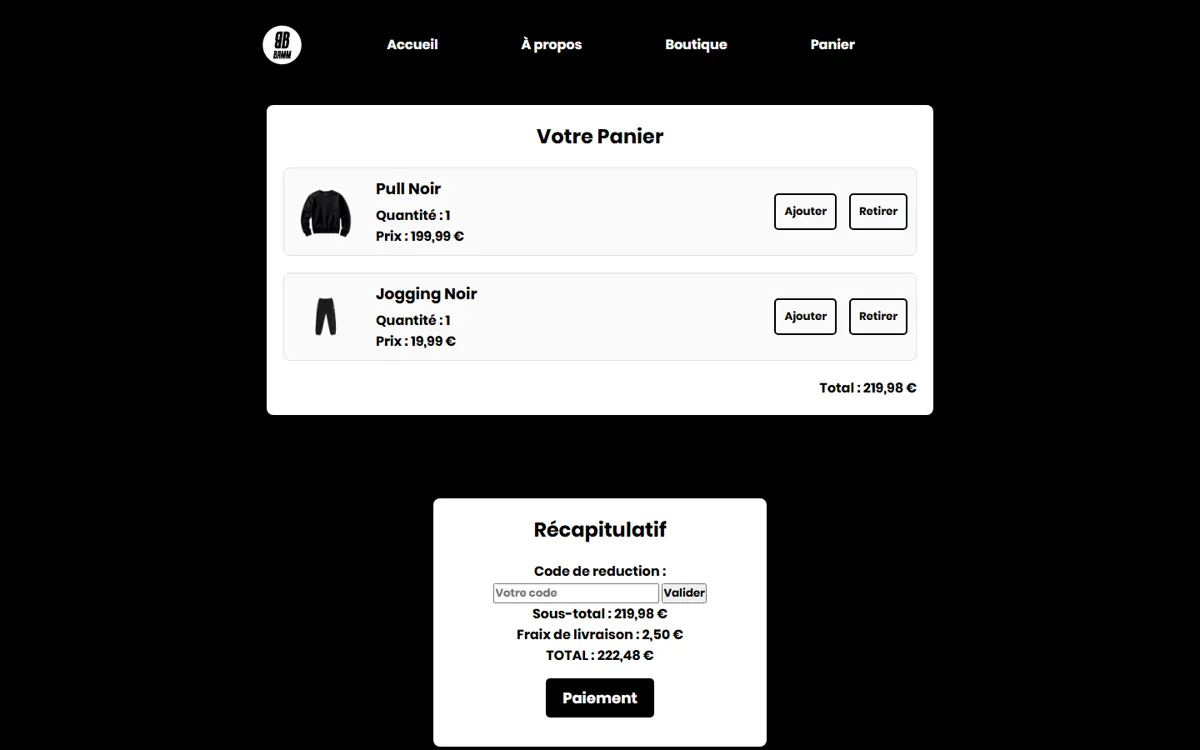 BB
BRMM
Accueil
À propos
Boutique
Panier
Votre Panier
Pull Noir
Quantité : 1
Prix : 199,99 €
Ajouter
Retirer
Jogging Noir
Quantité : 1
Prix : 19,99 €
Ajouter
Retirer
Total : 219,98 €
Récapitulatif
Code de reduction :
Votre code
Valider
Sous-total : 219,98 €
Fraix de livraison : 2,50 €
TOTAL : 222,48 €
Paiement